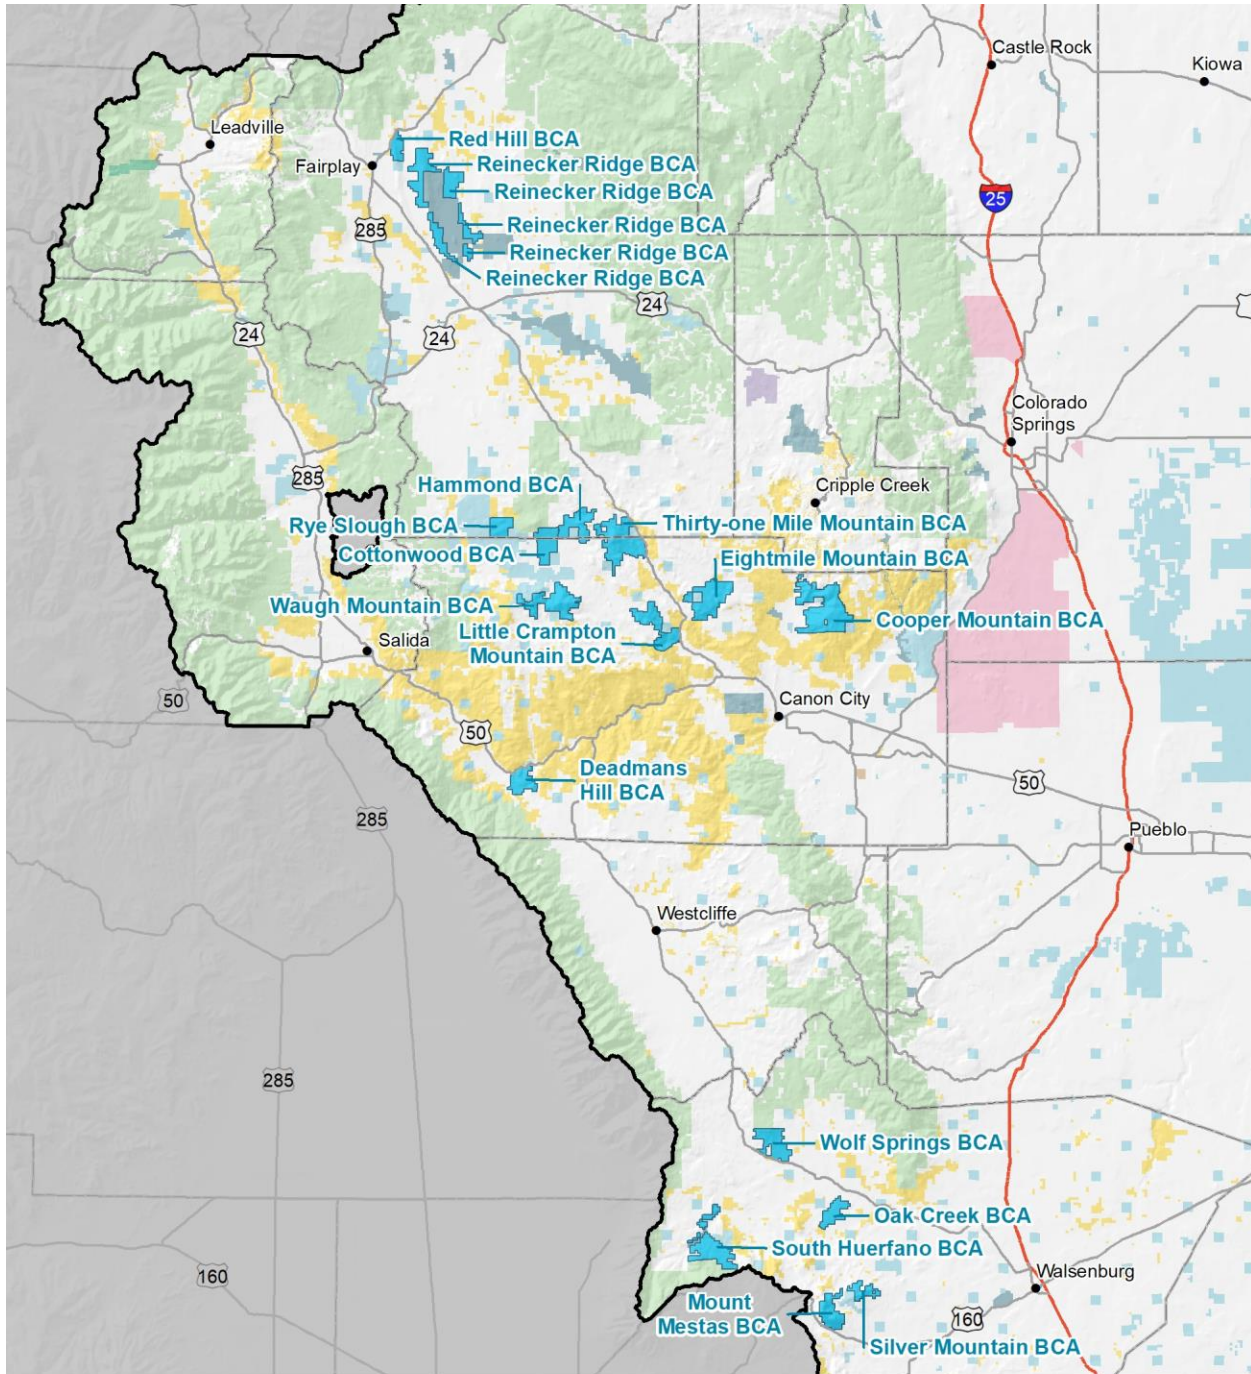 Castle Rock
Kiowa
Leadville
Red Hill BCA
Fairplay
Reinecker Ridge BCA
Reinecker Ridge BCA
25
Reinecker Ridge BCA
285
Reinecker Ridge BCA
Reinecker Ridge BCA
24
24
24
Colorado
Springs
285
Hammond BCA
Cripple Creek
Rye Slough BCA
Thirty-one Mile Mountain BCA
Cottonwood BCA
Eightmile Mountain BCA
Waugh Mountain BCA
Cooper Mountain BCA
Little Crampton
Mountain BCA
Salida
50
Canon City
50
Deadmans
Hill BCA
50
285
Pueblo
Westcliffe
285
Wolf Springs BCA
Oak Creek BCA
South Huerfano BCA
160
Walsenburg
Mount
Mestas BCA
160
Silver Mountain BCA